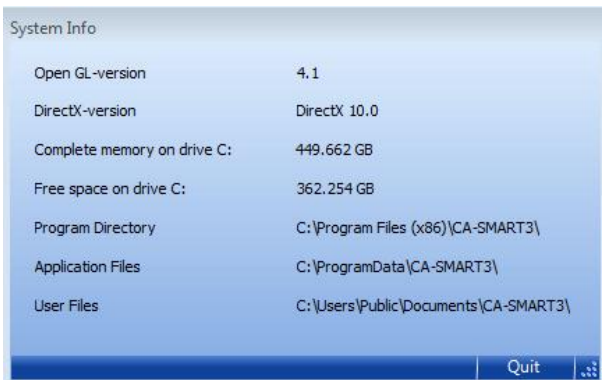 System Info
Open GL-version 4.1
DirectX-version DirectX 10.0
Complete memory on drive C: 449.662 GB
Free space on drive C: 362.254 GB
Program Directory C:\Program Files (x86)\CA-SMART3\
Application Files C:\ProgramData\CA-SMART3\
User Files C:\Users\Public\Documents\CA-SMART3\
Quit